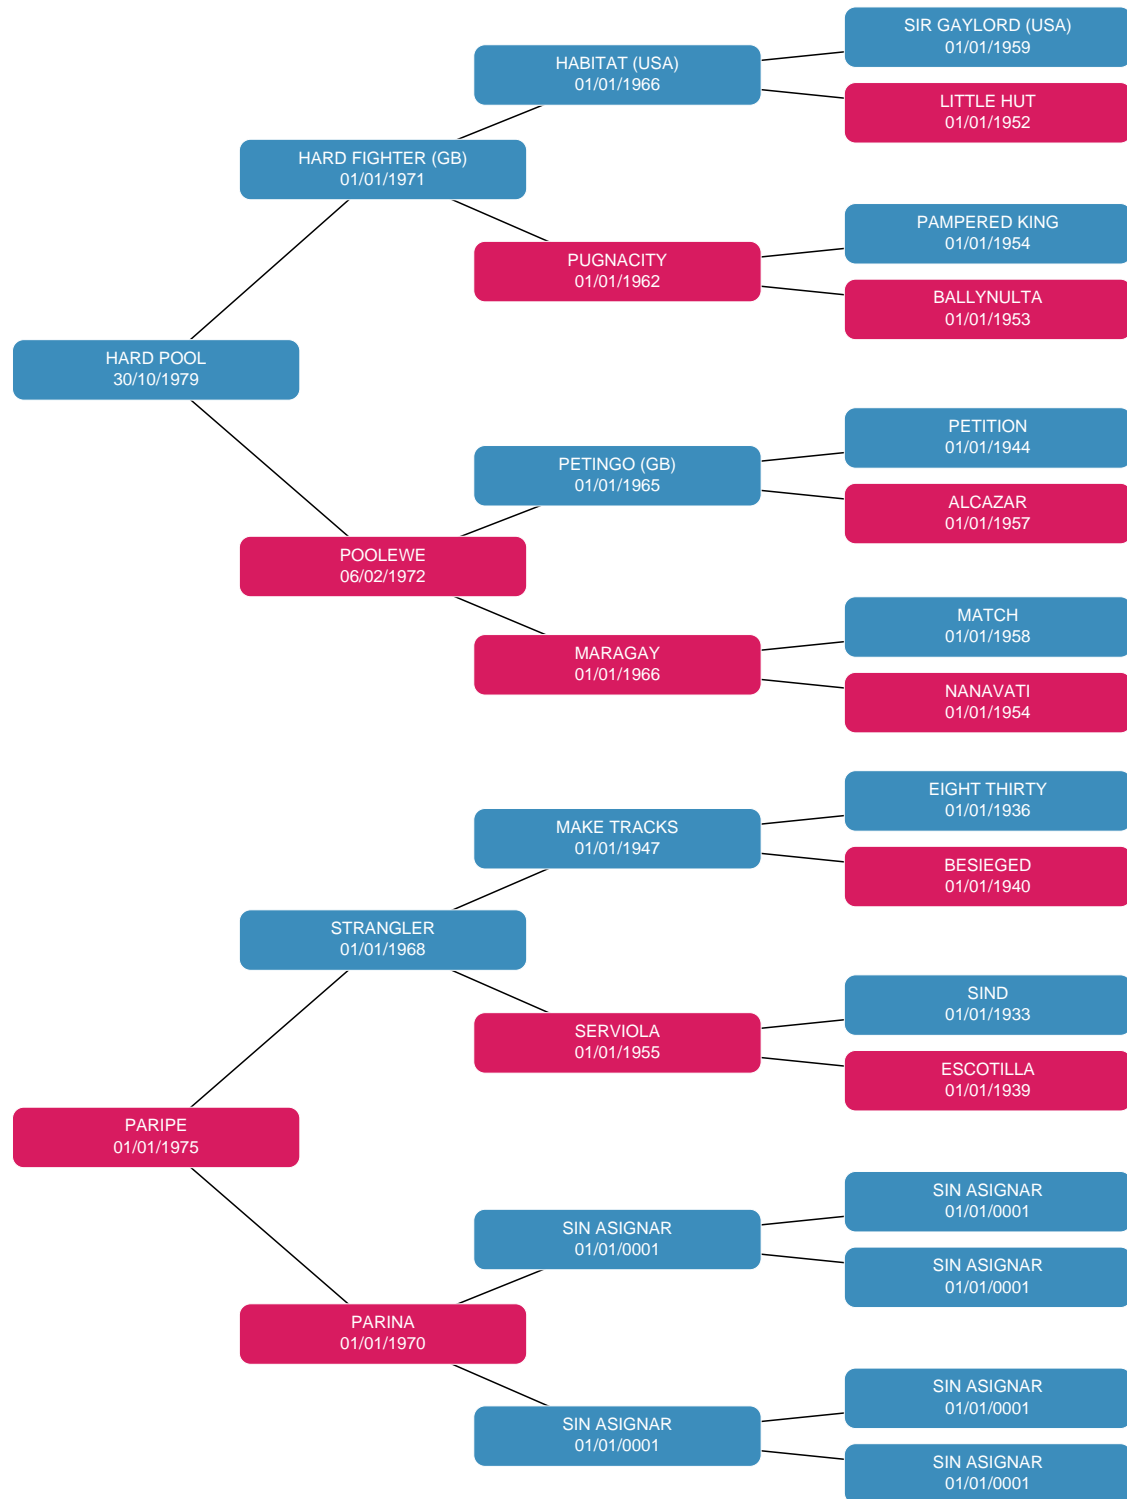 SIR GAYLORD (USA)
01/01/1959
HABITAT (USA)
01/01/1966
LITTLE HUT
01/01/1952
HARD FIGHTER (GB)
01/01/1971
PAMPERED KING
01/01/1954
PUGNACITY
01/01/1962
BALLYNULTA
01/01/1953
HARD POOL
30/10/1979
PETITION
01/01/1944
PETINGO (GB)
01/01/1965
ALCAZAR
01/01/1957
POOLEWE
06/02/1972
MATCH
01/01/1958
MARAGAY
01/01/1966
NANAVATI
01/01/1954
EIGHT THIRTY
01/01/1936
MAKE TRACKS
01/01/1947
BESIEGED
01/01/1940
STRANGLER
01/01/1968
SIND
01/01/1933
SERVIOLA
01/01/1955
ESCOTILLA
01/01/1939
PARIPE
01/01/1975
SIN ASIGNAR
01/01/0001
SIN ASIGNAR
01/01/0001
SIN ASIGNAR
01/01/0001
PARINA
01/01/1970
SIN ASIGNAR
01/01/0001
SIN ASIGNAR
01/01/0001
SIN ASIGNAR
01/01/0001